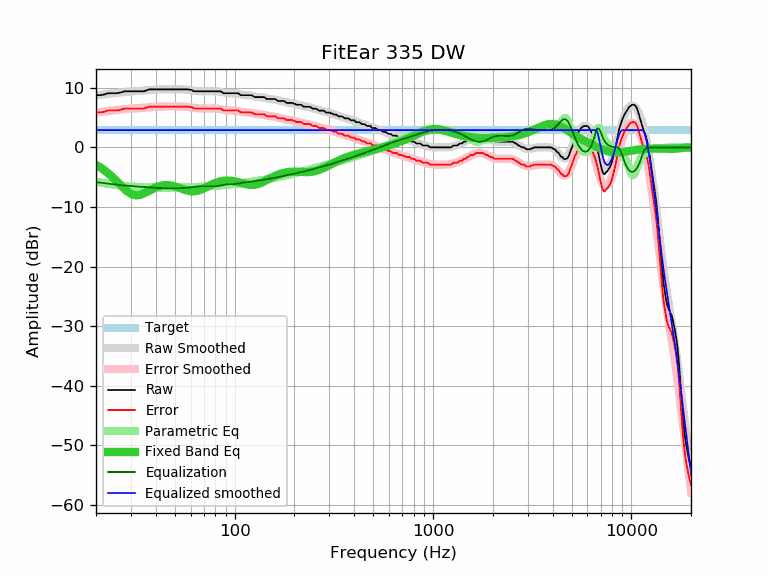 FitEar 335 DW
10
0
−10
−20
−30
−40
−50
−60
Amplitude (dBr)
Target
Raw Smoothed
Error Smoothed
Raw
Error
Parametric Eq
Fixed Band Eq
Equalization
Equalized smoothed
100 1000 10000
Frequency (Hz)